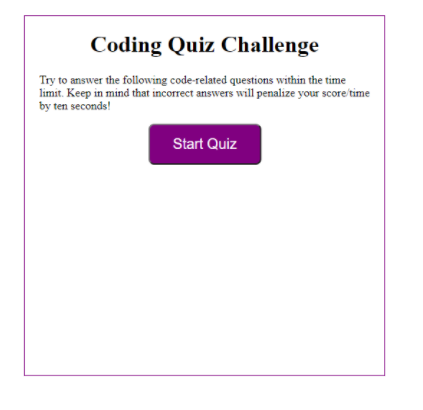 Coding Quiz Challenge
Try to answer the following code-related questions within the time
limit. Keep in mind that incorrect answers will penalize your score/time
by ten seconds!
Start Quiz